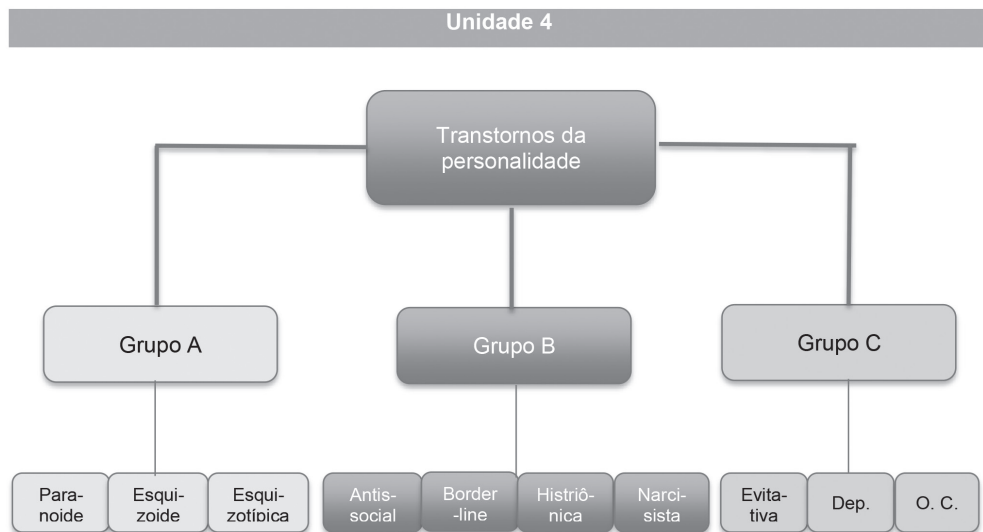 Unidade 4
Transtornos da
personalidade
Grupo A
Grupo B
Grupo C
Para-
noide
Esqui-
zoide
Esqui-
zotípica
Antis-
social
Border
-line
Histriô-
nica
Narci-
sista
Evita-
tiva
Dep.
O. C.